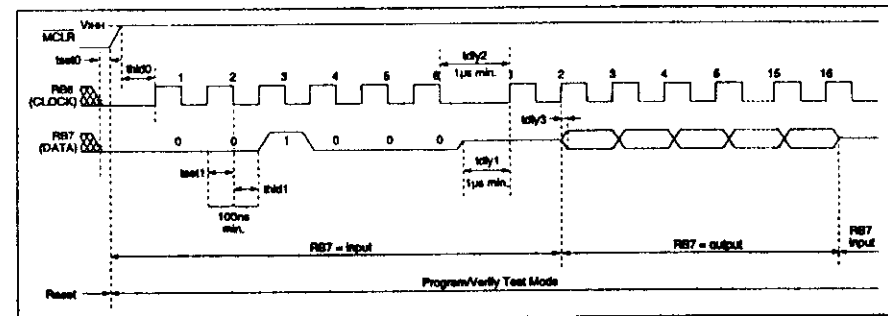 VIHH
MCLR
tset0
thld0
tdly2
1µs min.
1 2 3 4 5 6 1 2 3 4 5 15 16
RB6
(CLOCK)
tdly3
RB7
(DATA)
0 0 1 0 0 0
tset1
thld1
tdly1
1µs min.
100ns
min.
RB7 = input
RB7 = output
RB7
input
Reset
Program/Verify Test Mode